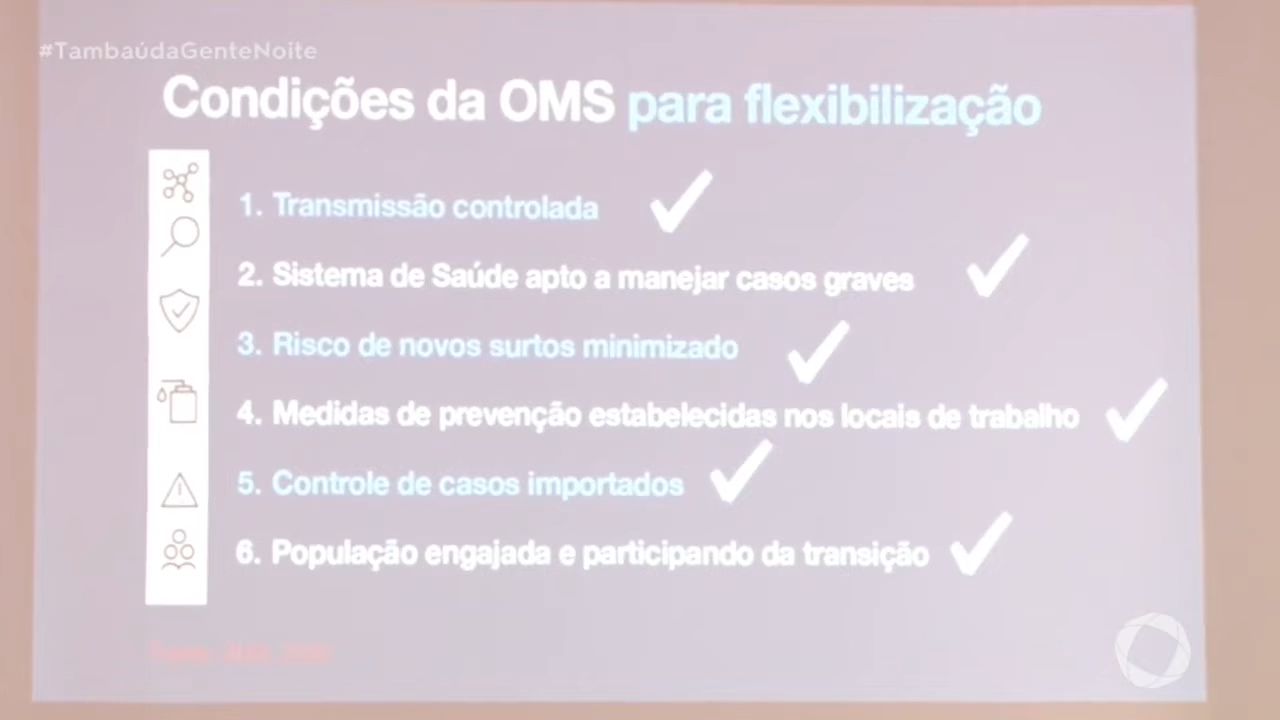 #TambaúdaGenteNoite
Condições da OMS para flexibilização
1. Transmissão controlada
2. Sistema de Saúde apto a manejar casos graves
3. Risco de novos surtos minimizado
4. Medidas de prevenção estabelecidas nos locais de trabalho
5. Controle de casos importados
6. População engajada e participando da transição